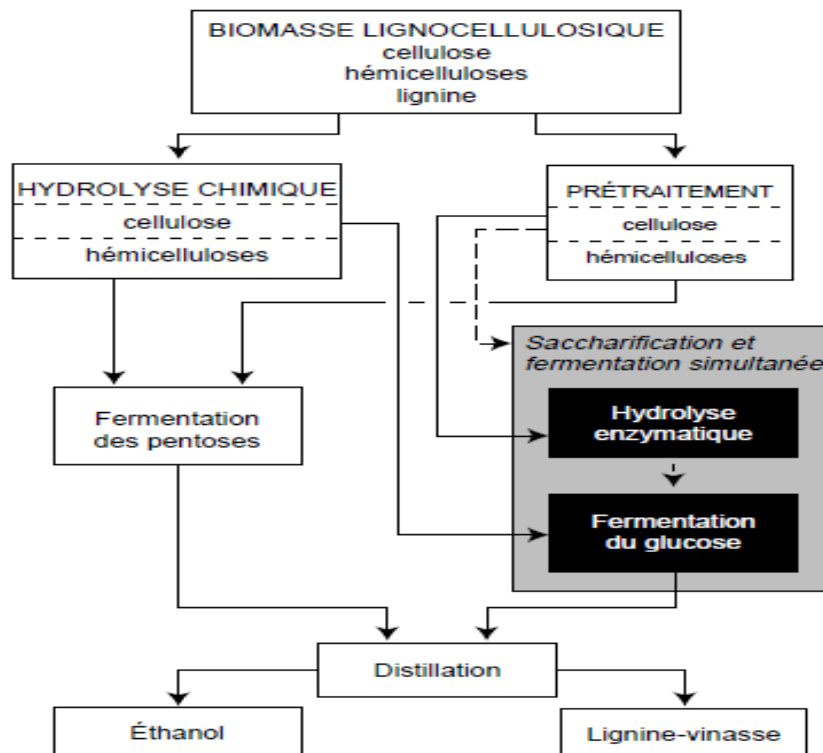 BIOMASSE LIGNOCELLULOSIQUE
cellulose
hémicelluloses
lignine
HYDROLYSE CHIMIQUE
cellulose
hémicelluloses
PRÉTRAITEMENT
cellulose
hémicelluloses
Saccharification et
fermentation simultanée
Hydrolyse
enzymatique
Fermentation
des pentoses
Fermentation
du glucose
Distillation
Éthanol
Lignine-vinasse